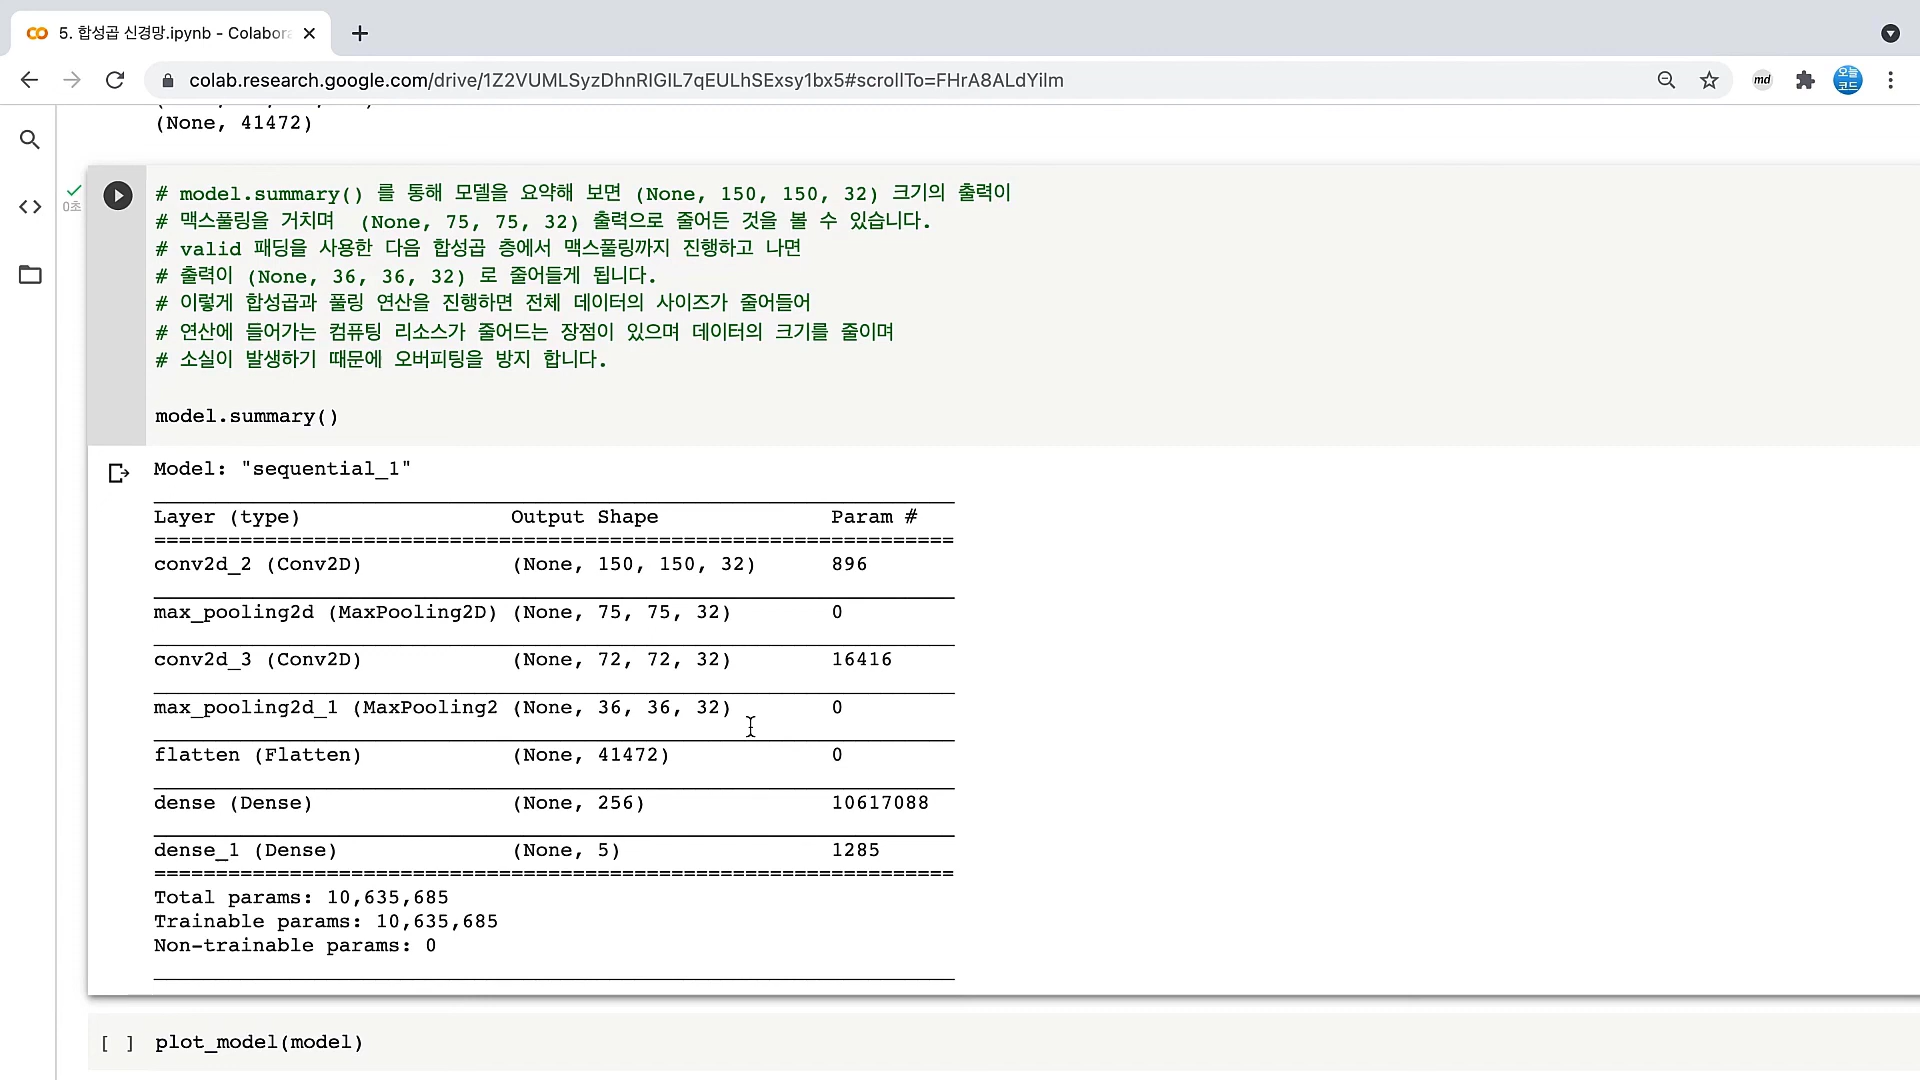 5. 합성곱 신경망.ipynb - Colabora
colab.research.google.com/drive/1Z2VUMLSyzDhnRIGIL7qEULhSExsy1bx5#scrollTo=FHrA8ALdYilm
md
오늘
코드
(None, 41472)
0초
# model.summary() 를 통해 모델을 요약해 보면 (None, 150, 150, 32) 크기의 출력이
# 맥스풀링을 거치며 (None, 75, 75, 32) 출력으로 줄어든 것을 볼 수 있습니다.
# valid 패딩을 사용한 다음 합성곱 층에서 맥스풀링까지 진행하고 나면
# 출력이 (None, 36, 36, 32) 로 줄어들게 됩니다.
# 이렇게 합성곱과 풀링 연산을 진행하면 전체 데이터의 사이즈가 줄어들어
# 연산에 들어가는 컴퓨팅 리소스가 줄어드는 장점이 있으며 데이터의 크기를 줄이며
# 소실이 발생하기 때문에 오버피팅을 방지 합니다.
model.summary()
Model: "sequential_1"
Layer (type) Output Shape Param #
conv2d_2 (Conv2D) (None, 150, 150, 32) 896
max_pooling2d (MaxPooling2D) (None, 75, 75, 32) 0
conv2d_3 (Conv2D) (None, 72, 72, 32) 16416
max_pooling2d_1 (MaxPooling2 (None, 36, 36, 32) 0
flatten (Flatten) (None, 41472) 0
dense (Dense) (None, 256) 10617088
dense_1 (Dense) (None, 5) 1285
Total params: 10,635,685
Trainable params: 10,635,685
Non-trainable params: 0
[ ] plot_model(model)